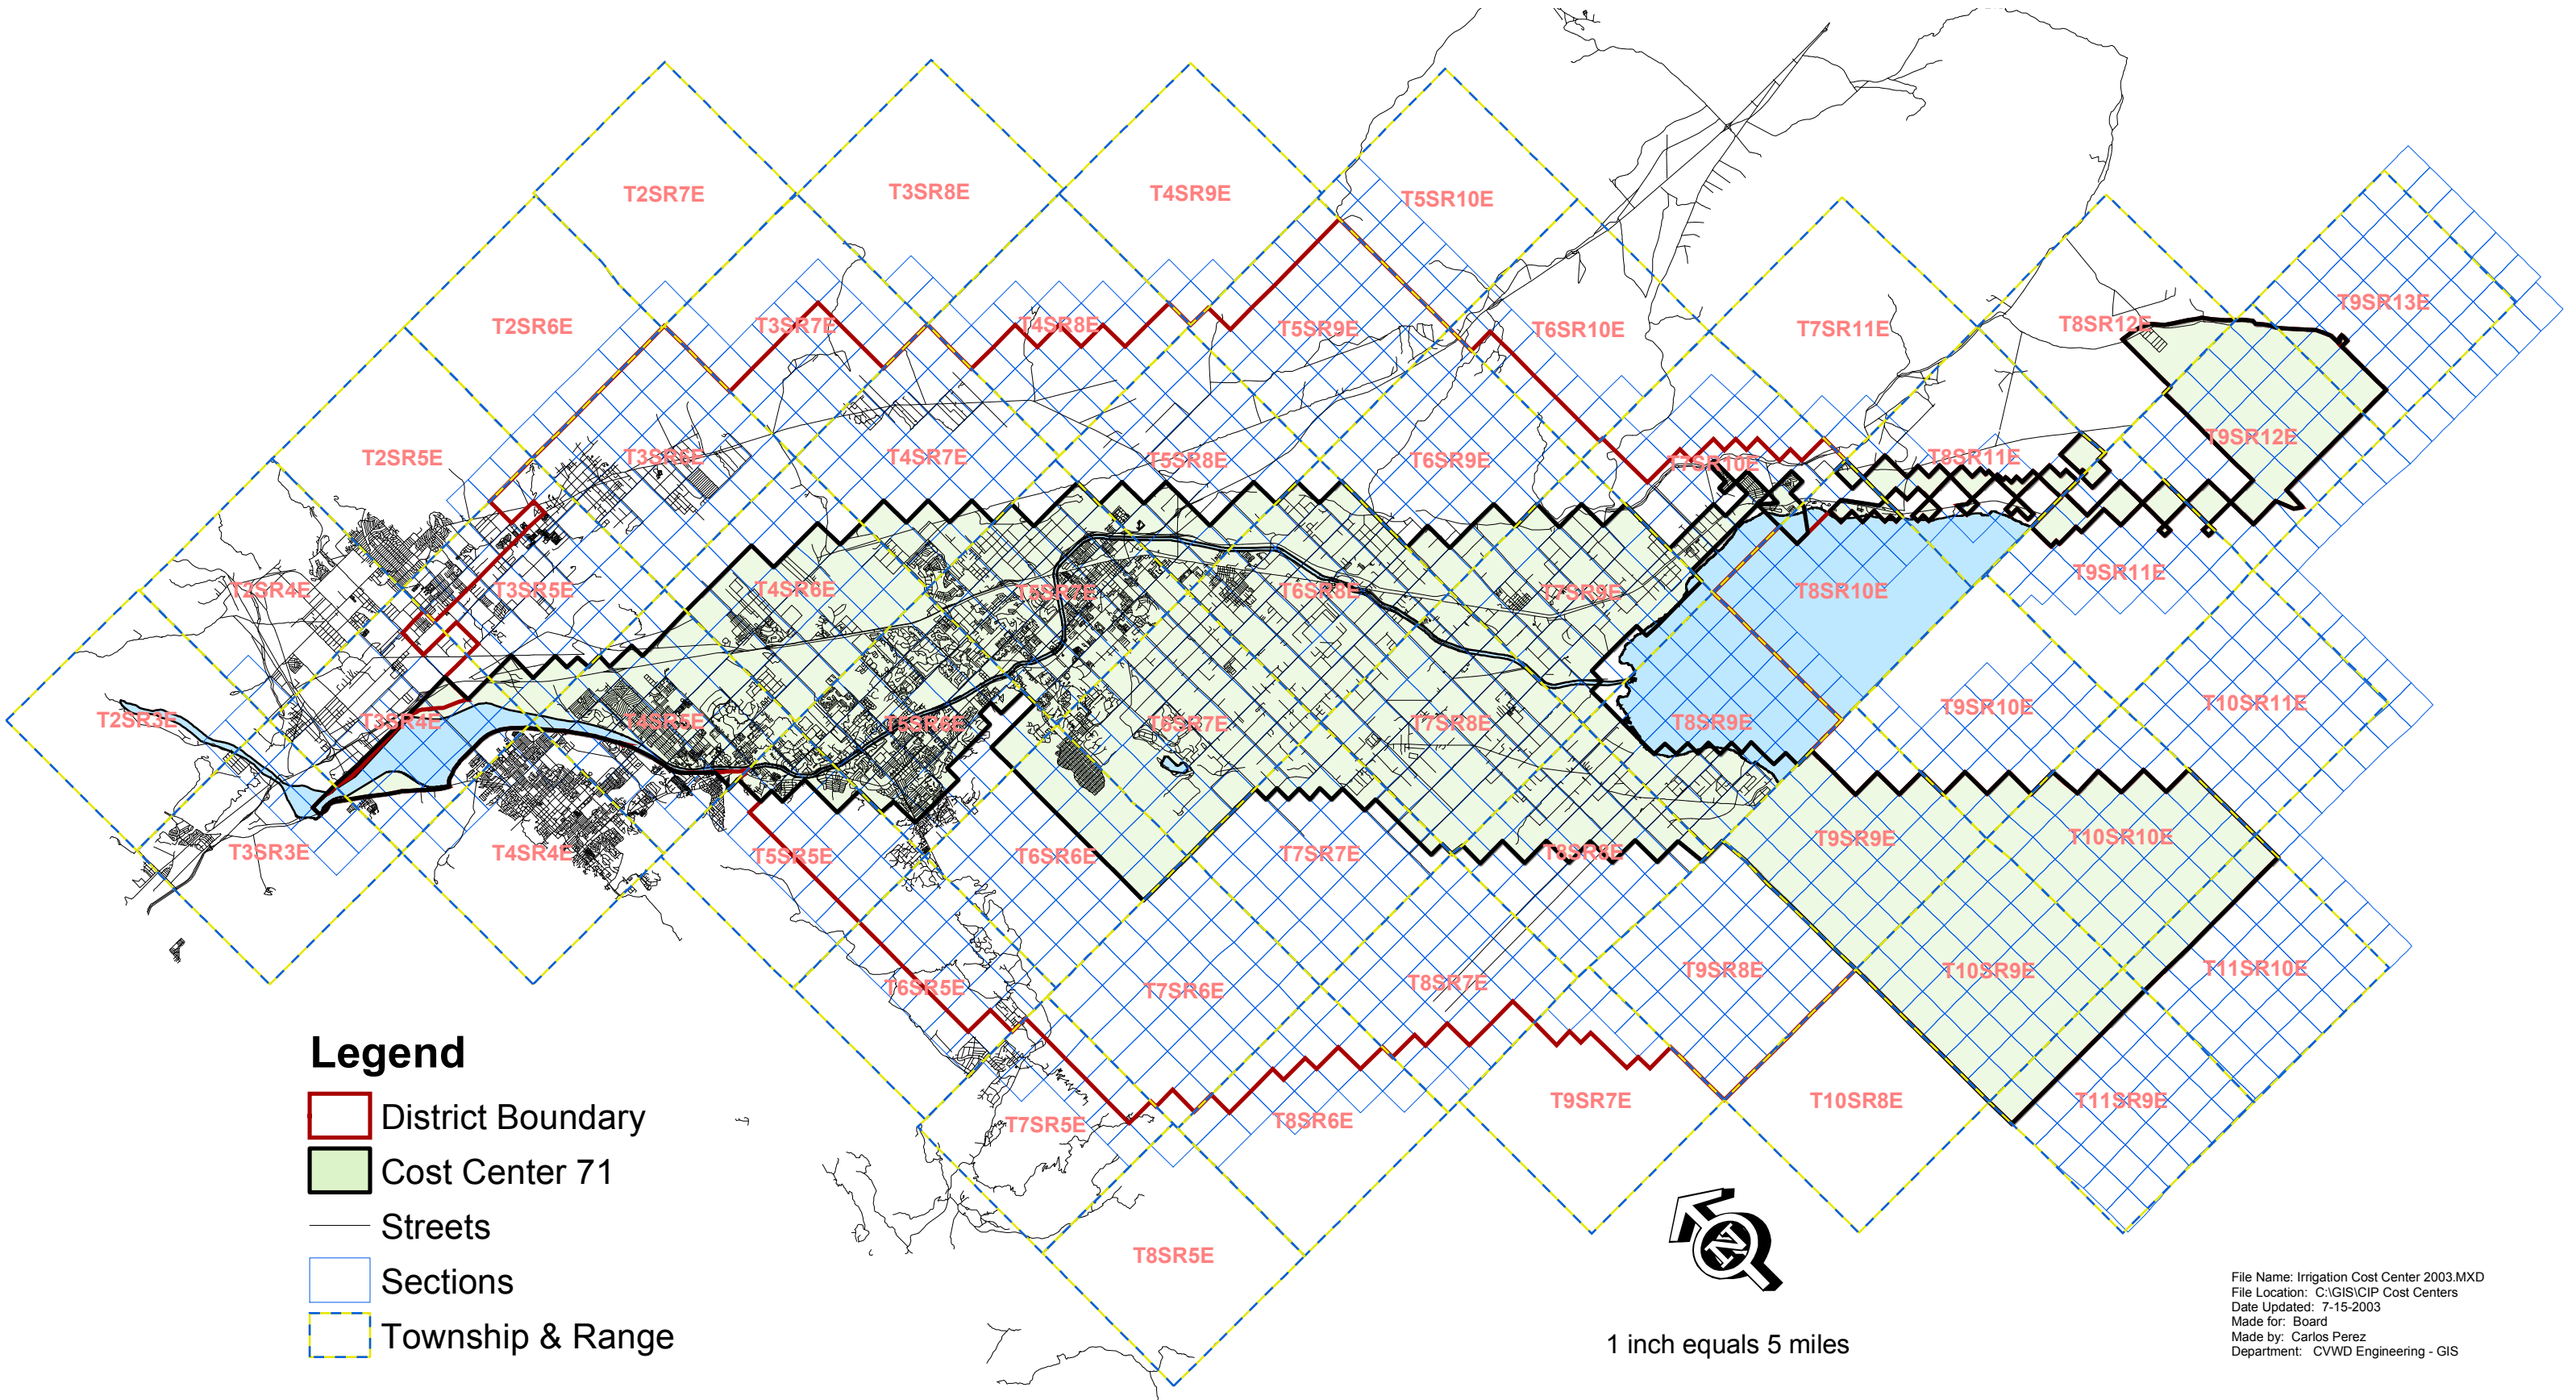 T2SR7E
T3SR8E
T4SR9E
T5SR10E
T2SR6E
T3SR7E
T4SR8E
T5SR9E
T6SR10E
T7SR11E
T8SR12E
T9SR13E
T2SR5E
T3SR6E
T4SR7E
T5SR8E
T6SR9E
T7SR10E
T8SR11E
T9SR12E
T2SR4E
T3SR5E
T4SR6E
T5SR7E
T6SR8E
T7SR9E
T8SR10E
T9SR11E
T2SR3E
T3SR4E
T4SR5E
T5SR6E
T6SR7E
T7SR8E
T8SR9E
T9SR10E
T10SR11E
T3SR3E
T4SR4E
T5SR5E
T6SR6E
T7SR7E
T8SR8E
T9SR9E
T10SR10E
T6SR5E
T7SR6E
T8SR7E
T9SR8E
T10SR9E
T11SR10E
T7SR5E
T8SR6E
T9SR7E
T10SR8E
T11SR9E
T8SR5E
Legend
District Boundary
Cost Center 71
Streets
Sections
Township & Range
N
1 inch equals 5 miles
File Name: Irrigation Cost Center 2003.MXD
File Location: C:\GIS\CIP Cost Centers
Date Updated: 7-15-2003
Made for: Board
Made by: Carlos Perez
Department: CVWD Engineering - GIS